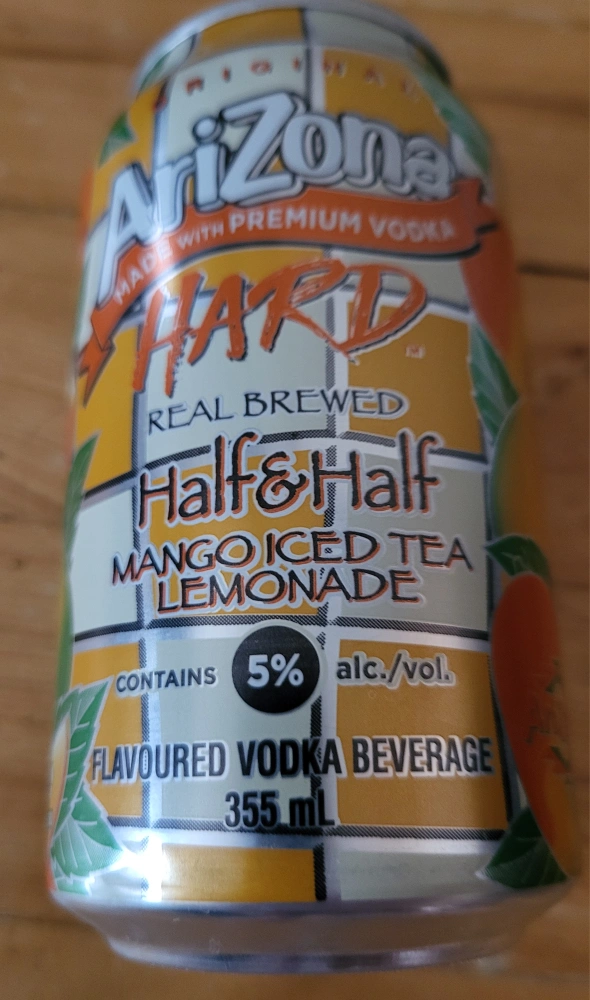 ORIGINAL
AriZona
MADE WITH PREMIUM VODKA
HARD
REAL BREWED
Half&Half
MANGO ICED TEA
LEMONADE
CONTAINS 5% alc./vol.
FLAVOURED VODKA BEVERAGE
355 mL